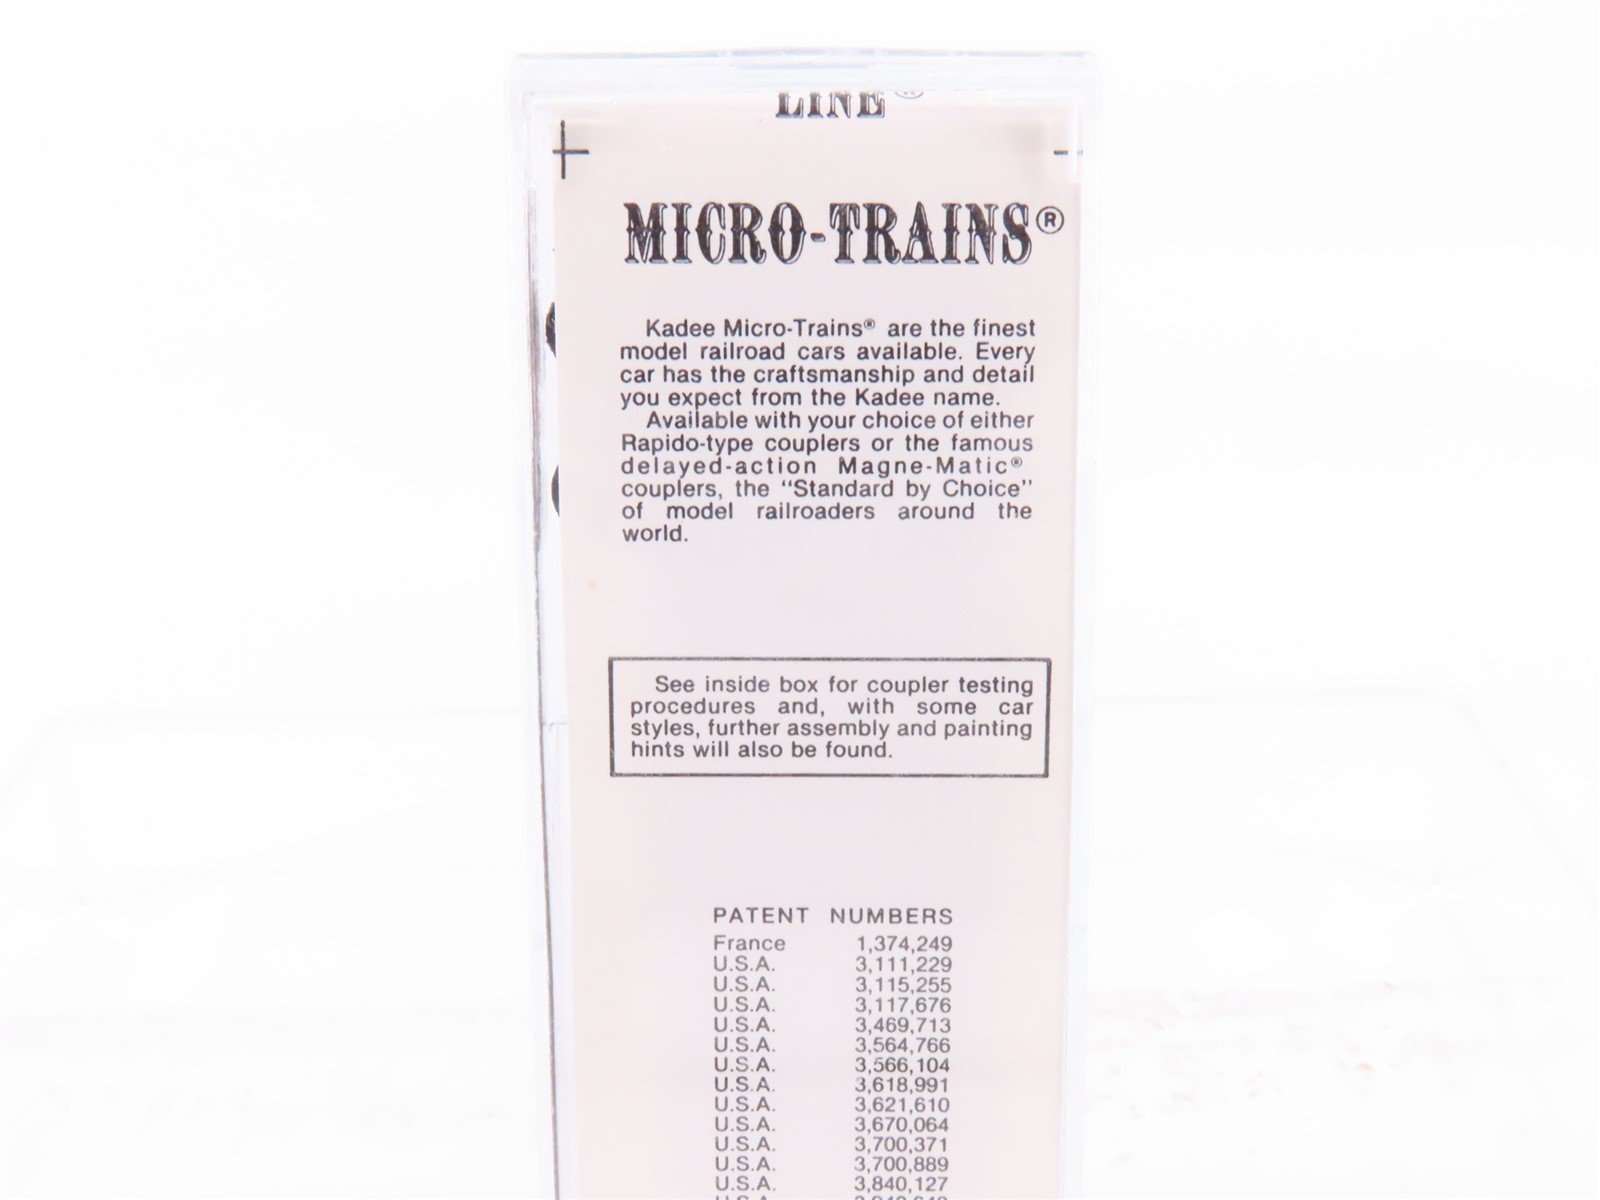 LINE®
MICRO-TRAINS®
Kadee Micro-Trains® are the finest
model railroad cars available. Every
car has the craftsmanship and detail
you expect from the Kadee name.
Available with your choice of either
Rapido-type couplers or the famous
delayed-action Magne-Matic®
couplers, the "Standard by Choice"
of model railroaders around the
world.
See inside box for coupler testing
procedures and, with some car
styles, further assembly and painting
hints will also be found.
PATENT NUMBERS
France 1,374,249
U.S.A. 3,111,229
U.S.A. 3,115,255
U.S.A. 3,117,676
U.S.A. 3,469,713
U.S.A. 3,564,766
U.S.A. 3,566,104
U.S.A. 3,618,991
U.S.A. 3,621,610
U.S.A. 3,670,064
U.S.A. 3,700,371
U.S.A. 3,700,889
U.S.A. 3,840,127